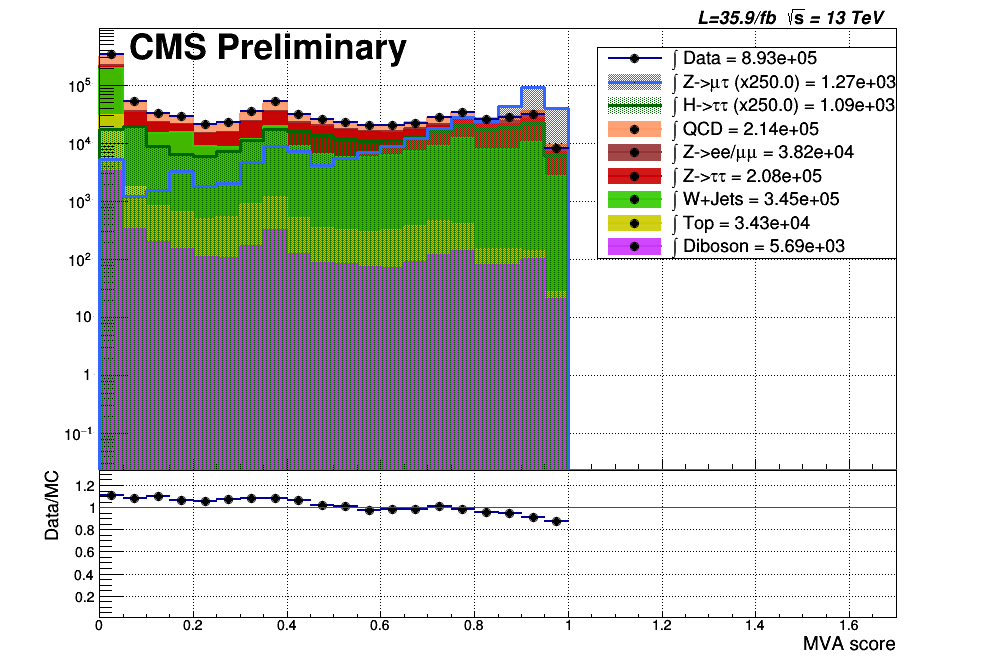 L=35.9/fb √s = 13 TeV
CMS Preliminary
∫ Data = 8.93e+05
∫ Z->μτ (x250.0) = 1.27e+03
∫ H->ττ (x250.0) = 1.09e+03
∫ QCD = 2.14e+05
∫ Z->ee/μμ = 3.82e+04
∫ Z->ττ = 2.08e+05
∫ W+Jets = 3.45e+05
∫ Top = 3.43e+04
∫ Diboson = 5.69e+03
10⁵
10⁴
10³
10²
10
1
10⁻¹
Data/MC
1.2
1
0.8
0.6
0.4
0.2
0 0.2 0.4 0.6 0.8 1 1.2 1.4 1.6
MVA score